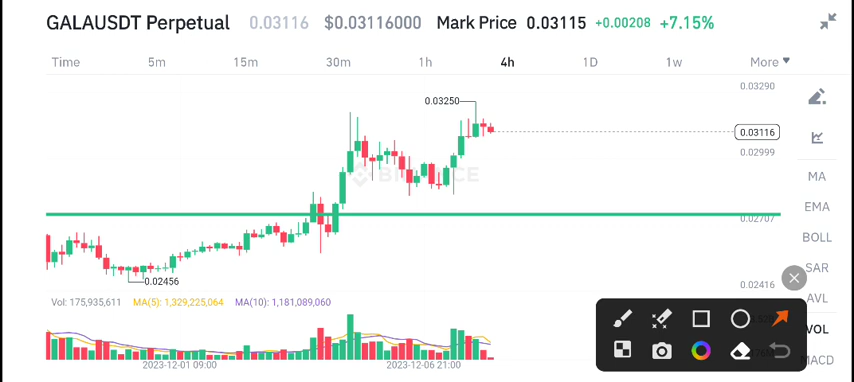 GALAUSDT Perpetual 0.03116 $0.03116000 Mark Price 0.03115 +0.00208 +7.15%
Time 5m 15m 30m 1h 4h 1D 1w More
0.03290
0.03250
0.03116
0.02999
BINANCE
0.02707
0.02456
0.02416
MA
EMA
BOLL
SAR
AVL
VOL
MACD
Vol: 175,935,611 MA(5): 1,329,225,064 MA(10): 1,181,089,060
2023-12-01 09:00 2023-12-06 21:00